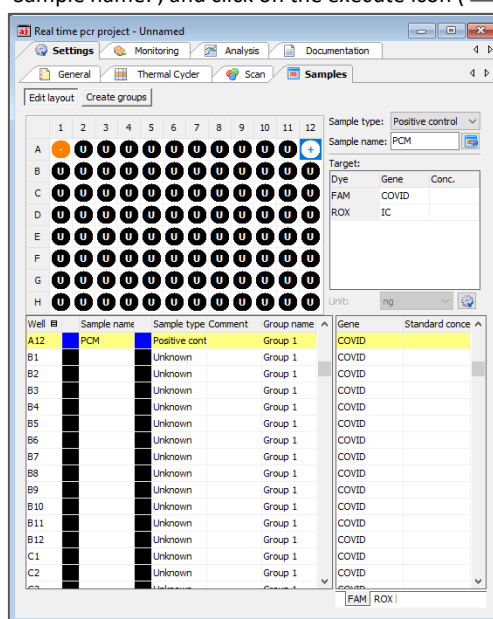 Sample name: ) and click on the execute icon (
Real time pcr project - Unnamed
Settings Monitoring Analysis Documentation
General Thermal Cycler Scan Samples
Edit layout Create groups
Sample type: Positive control
Sample name: PCM
Target:
Dye Gene Conc.
FAM COVID
ROX IC
Unit: ng
1 2 3 4 5 6 7 8 9 10 11 12
A - U U U U U U U U U U +
B U U U U U U U U U U U U
C U U U U U U U U U U U U
D U U U U U U U U U U U U
E U U U U U U U U U U U U
F U U U U U U U U U U U U
G U U U U U U U U U U U U
H U U U U U U U U U U U U
Well Sample name Sample type Comment Group name Gene Standard conce
A12 PCM Positive cont Group 1 COVID
B1 Unknown Group 1 COVID
B2 Unknown Group 1 COVID
B3 Unknown Group 1 COVID
B4 Unknown Group 1 COVID
B5 Unknown Group 1 COVID
B6 Unknown Group 1 COVID
B7 Unknown Group 1 COVID
B8 Unknown Group 1 COVID
B9 Unknown Group 1 COVID
B10 Unknown Group 1 COVID
B11 Unknown Group 1 COVID
B12 Unknown Group 1 COVID
C1 Unknown Group 1 COVID
C2 Unknown Group 1 COVID
FAM ROX